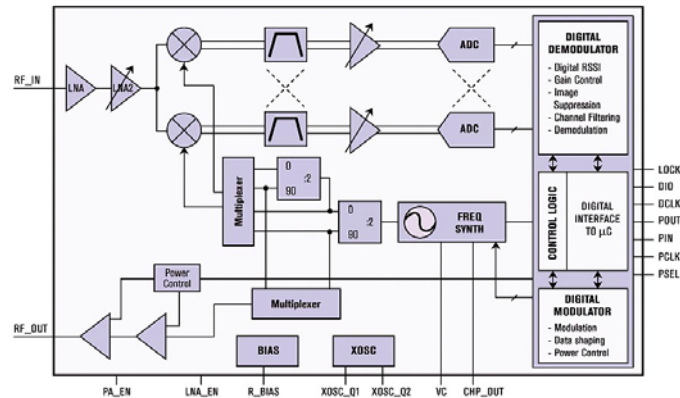 RF_IN
LNA
LNA2
ADC
ADC
DIGITAL
DEMODULATOR
- Digital RSSI
- Gain Control
- Image
Suppression
- Channel Filtering
- Demodulation
Multiplexer
0
90
:2
0
90
:2
FREQ
SYNTH
CONTROL LOGIC
DIGITAL
INTERFACE
TO µC
LOCK
DIO
DCLK
POUT
PIN
PCLK
PSEL
Power
Control
Multiplexer
RF_OUT
BIAS
XOSC
DIGITAL
MODULATOR
- Modulation
- Data shaping
- Power Control
PA_EN
LNA_EN
R_BIAS
XOSC_Q1
XOSC_Q2
VC
CHP_OUT